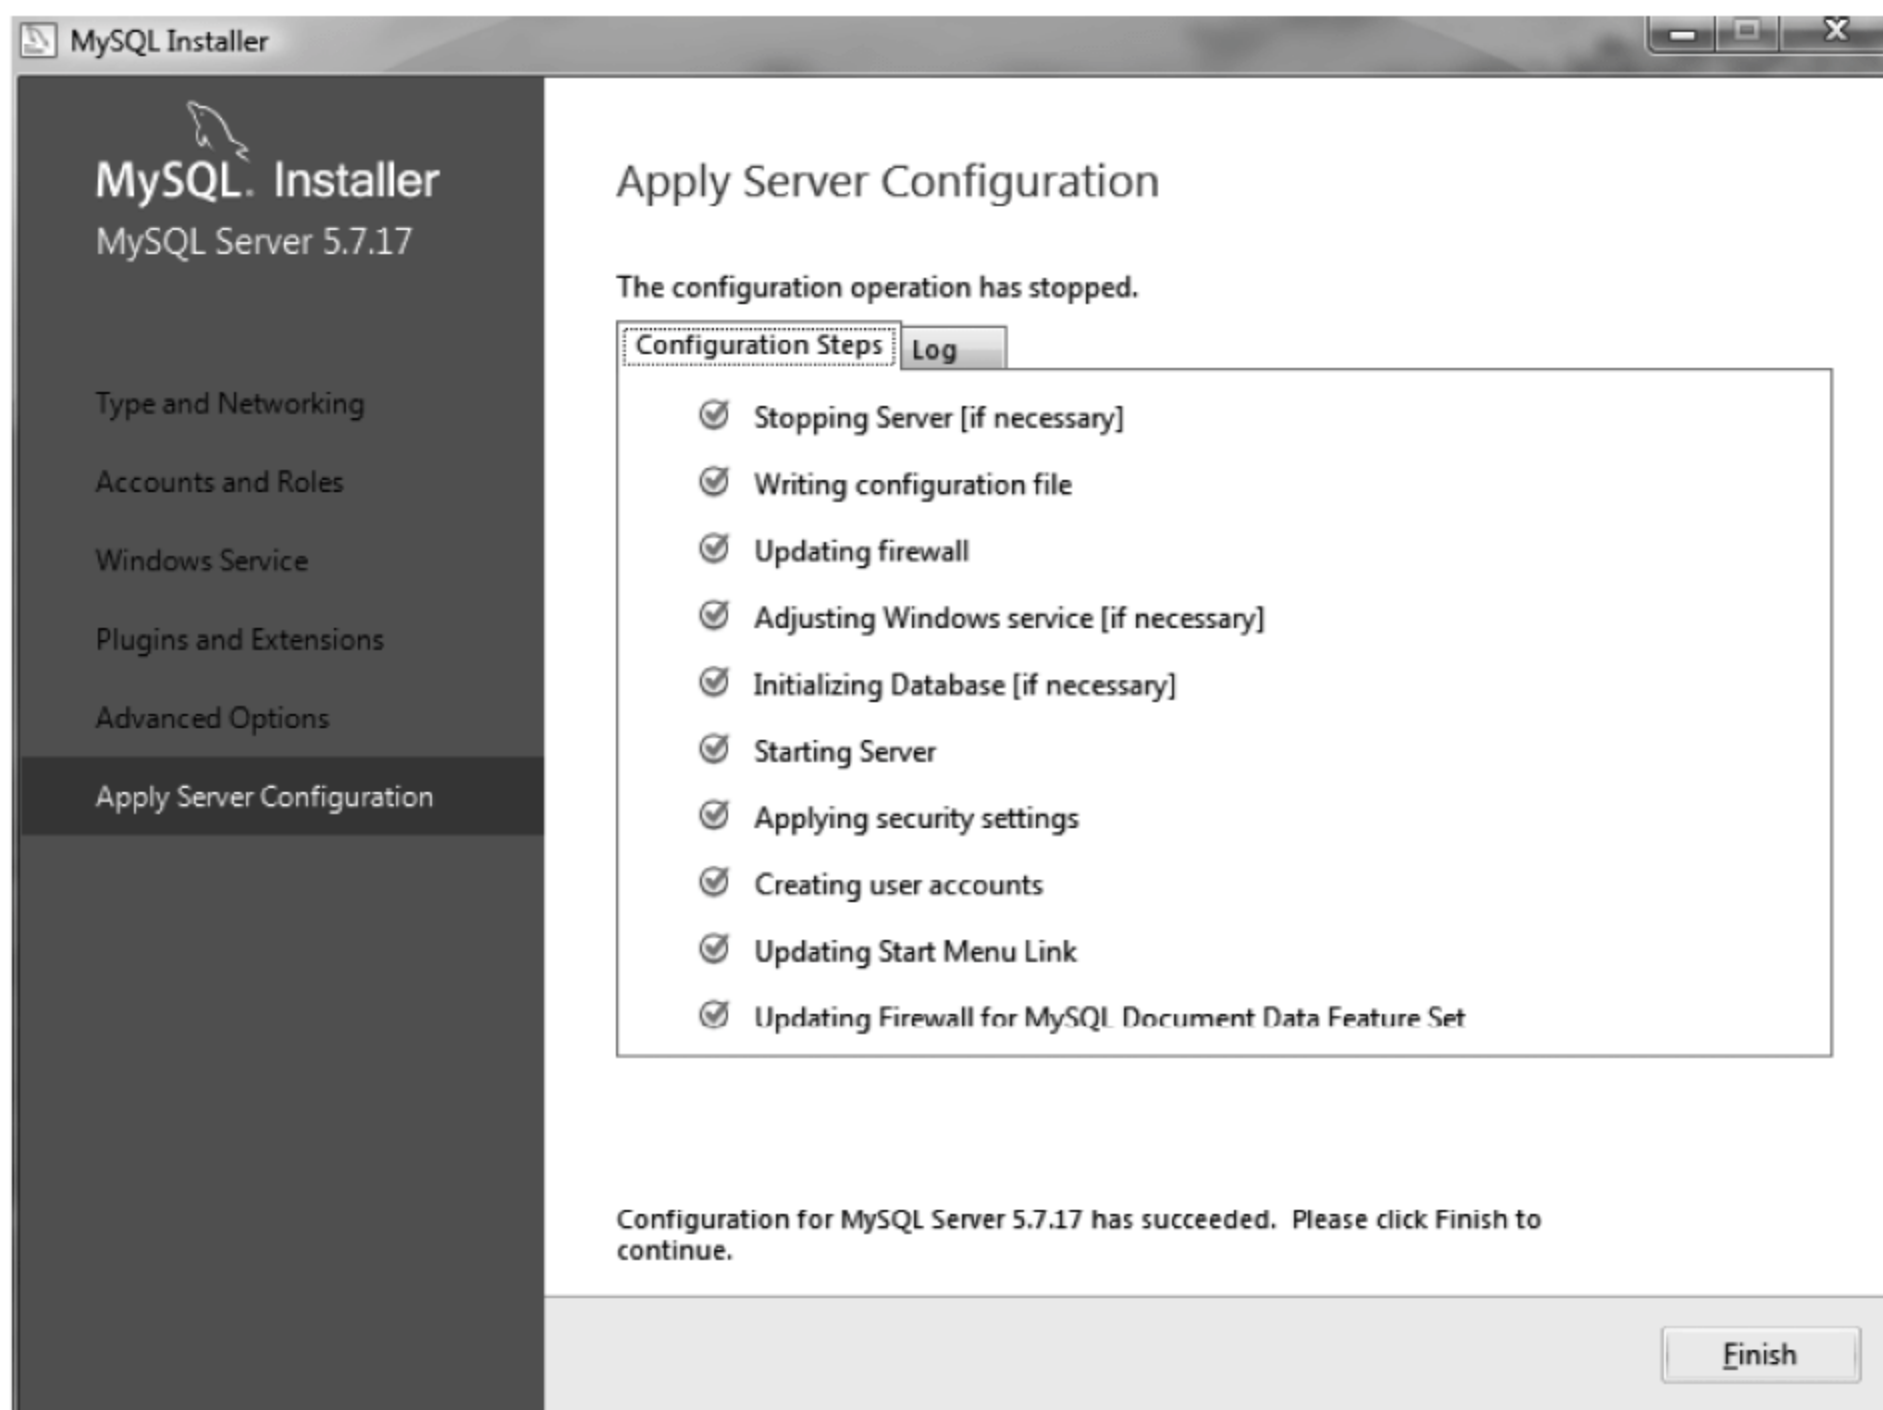 MySQL Installer
MySQL. Installer
MySQL Server 5.7.17
Type and Networking
Accounts and Roles
Windows Service
Plugins and Extensions
Advanced Options
Apply Server Configuration
Apply Server Configuration
The configuration operation has stopped.
Configuration Steps
Log
Stopping Server [if necessary]
Writing configuration file
Updating firewall
Adjusting Windows service [if necessary]
Initializing Database [if necessary]
Starting Server
Applying security settings
Creating user accounts
Updating Start Menu Link
Updating Firewall for MySQL Document Data Feature Set
Configuration for MySQL Server 5.7.17 has succeeded. Please click Finish to
continue.
Finish